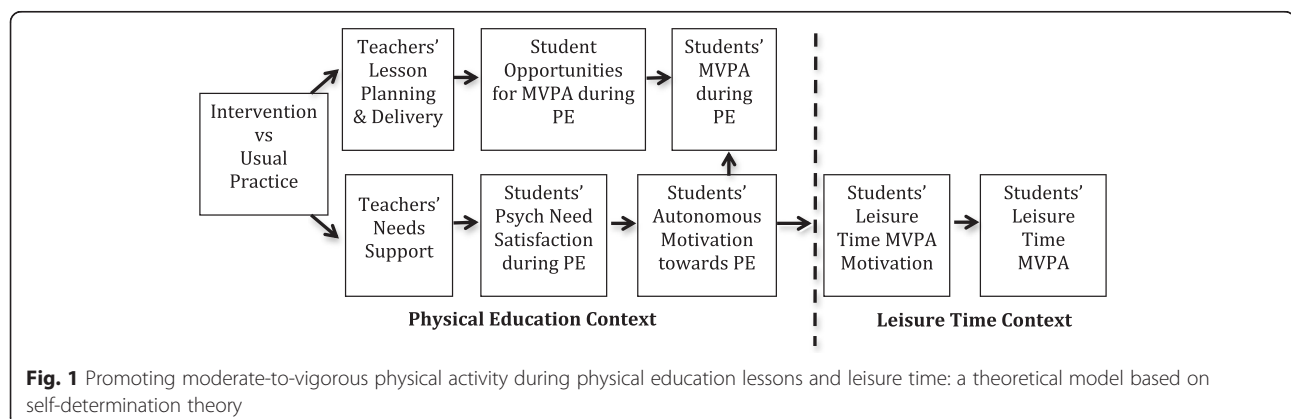 Intervention
vs
Usual
Practice
Teachers'
Lesson
Planning
& Delivery
Student
Opportunities
for MVPA during
PE
Students'
MVPA
during
PE
Teachers'
Needs
Support
Students'
Psych Need
Satisfaction
during PE
Students'
Autonomous
Motivation
towards PE
Students'
Leisure
Time MVPA
Motivation
Students'
Leisure
Time
MVPA
Physical Education Context
Leisure Time Context
Fig. 1 Promoting moderate-to-vigorous physical activity during physical education lessons and leisure time: a theoretical model based on
self-determination theory